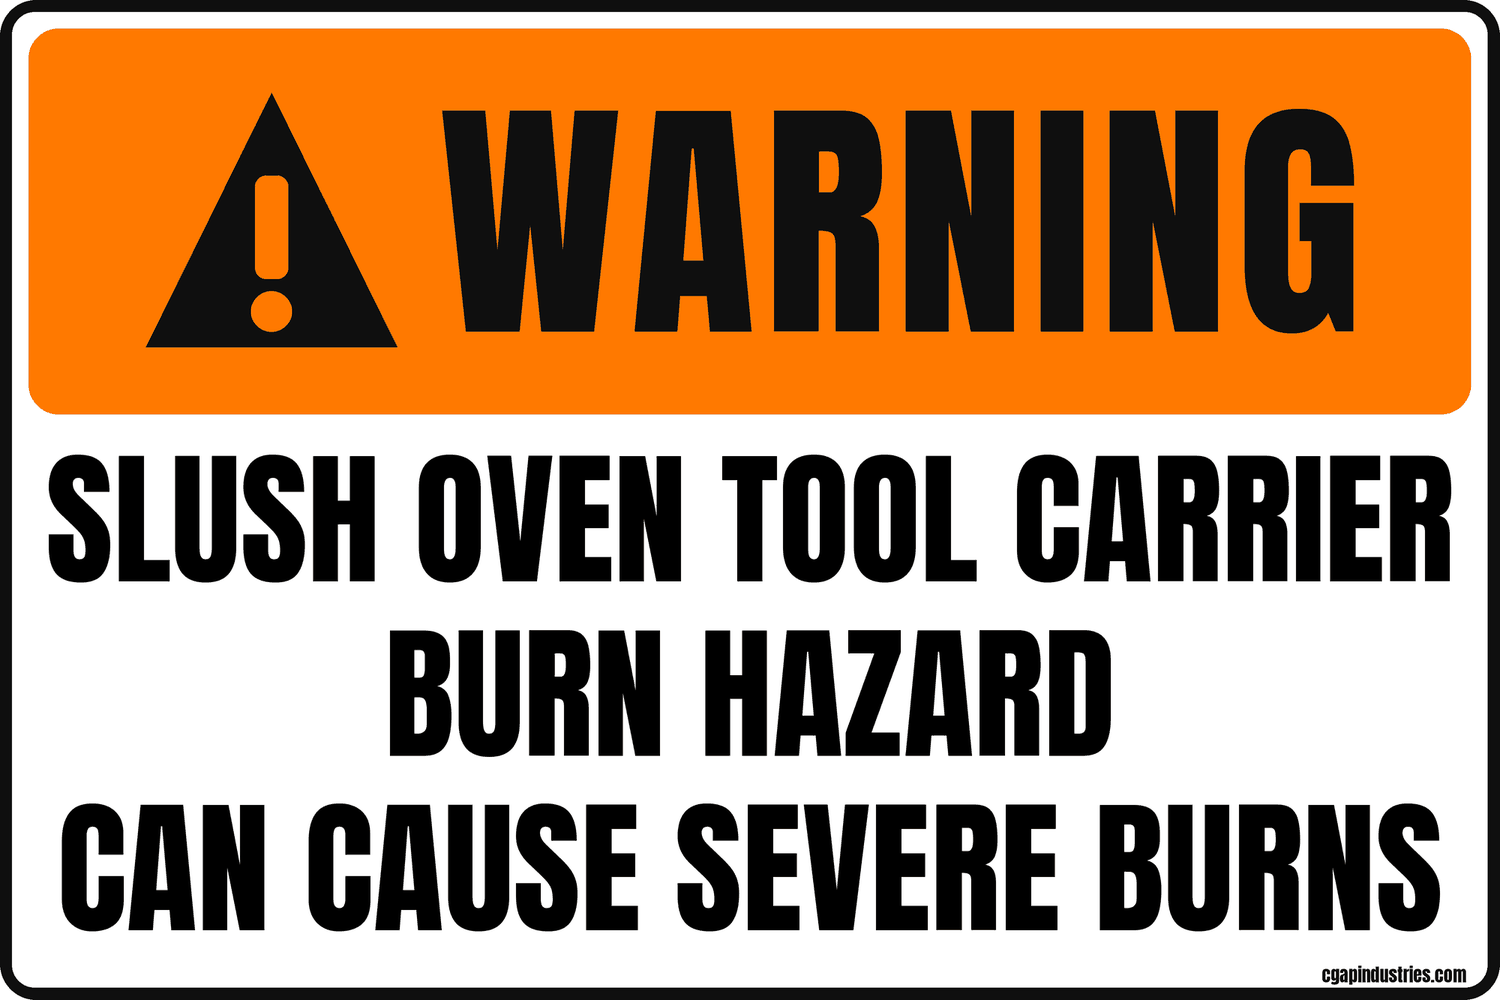 WARNING
SLUSH OVEN TOOL CARRIER
BURN HAZARD
CAN CAUSE SEVERE BURNS
cgapindustries.com